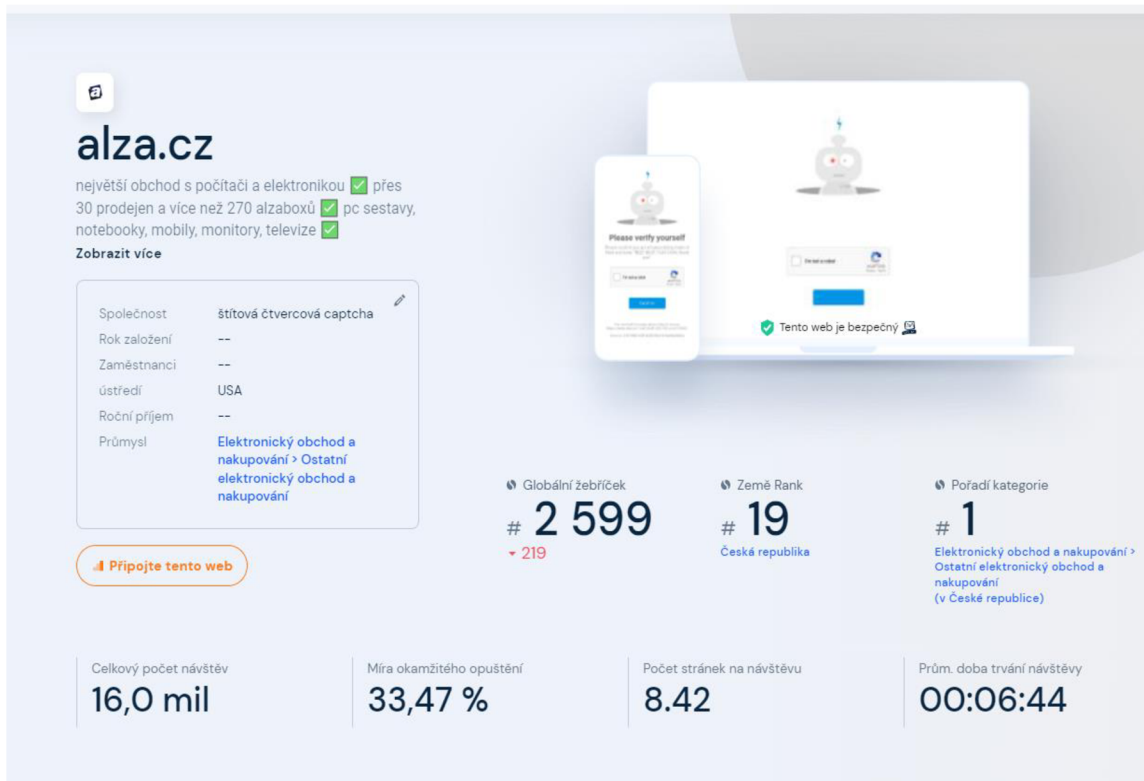 alza.cz
největší obchod s počítači a elektronikou ✅ přes
30 prodejen a více než 270 alzaboxů ✅ pc sestavy,
notebooky, mobily, monitory, televize ✅
Zobrazit více
Společnost štítová čtvercová captcha
Rok založení --
Zaměstnanci --
ústředí USA
Roční příjem --
Průmysl Elektronický obchod a
nakupování > Ostatní
elektronický obchod a
nakupování
Připojte tento web
Please verify yourself
I'm not a robot
I'm not a robot
Tento web je bezpečný
Globální žebříček
# 2 599
219
Země Rank
# 19
Česká republika
Pořadí kategorie
# 1
Elektronický obchod a nakupování >
Ostatní elektronický obchod a
nakupování
(v České republice)
Celkový počet návštěv
16,0 mil
Míra okamžitého opuštění
33,47 %
Počet stránek na návštěvu
8.42
Prům. doba trvání návštěvy
00:06:44